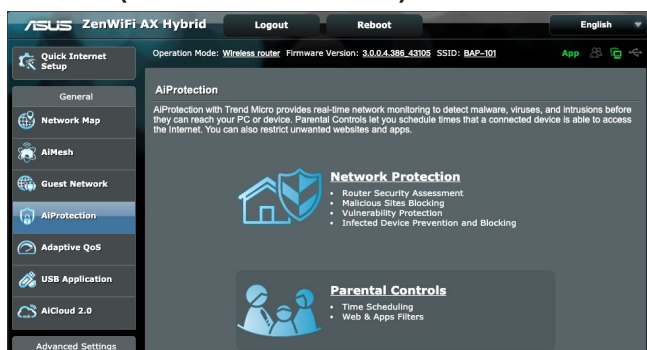 ASUS ZenWiFi AX Hybrid Logout Reboot English
Operation Mode: Wireless router Firmware Version: 3.0.0.4.386_43105 SSID: BAP-101 App
Quick Internet
Setup
General
Network Map
AiMesh
Guest Network
AiProtection
Adaptive QoS
USB Application
AiCloud 2.0
Advanced Settings
AiProtection
AiProtection with Trend Micro provides real-time network monitoring to detect malware, viruses, and intrusions before
they can reach your PC or device. Parental Controls let you schedule times that a connected device is able to access
the Internet. You can also restrict unwanted websites and apps.
Network Protection
• Router Security Assessment
• Malicious Sites Blocking
• Vulnerability Protection
• Infected Device Prevention and Blocking
Parental Controls
• Time Scheduling
• Web & Apps Filters